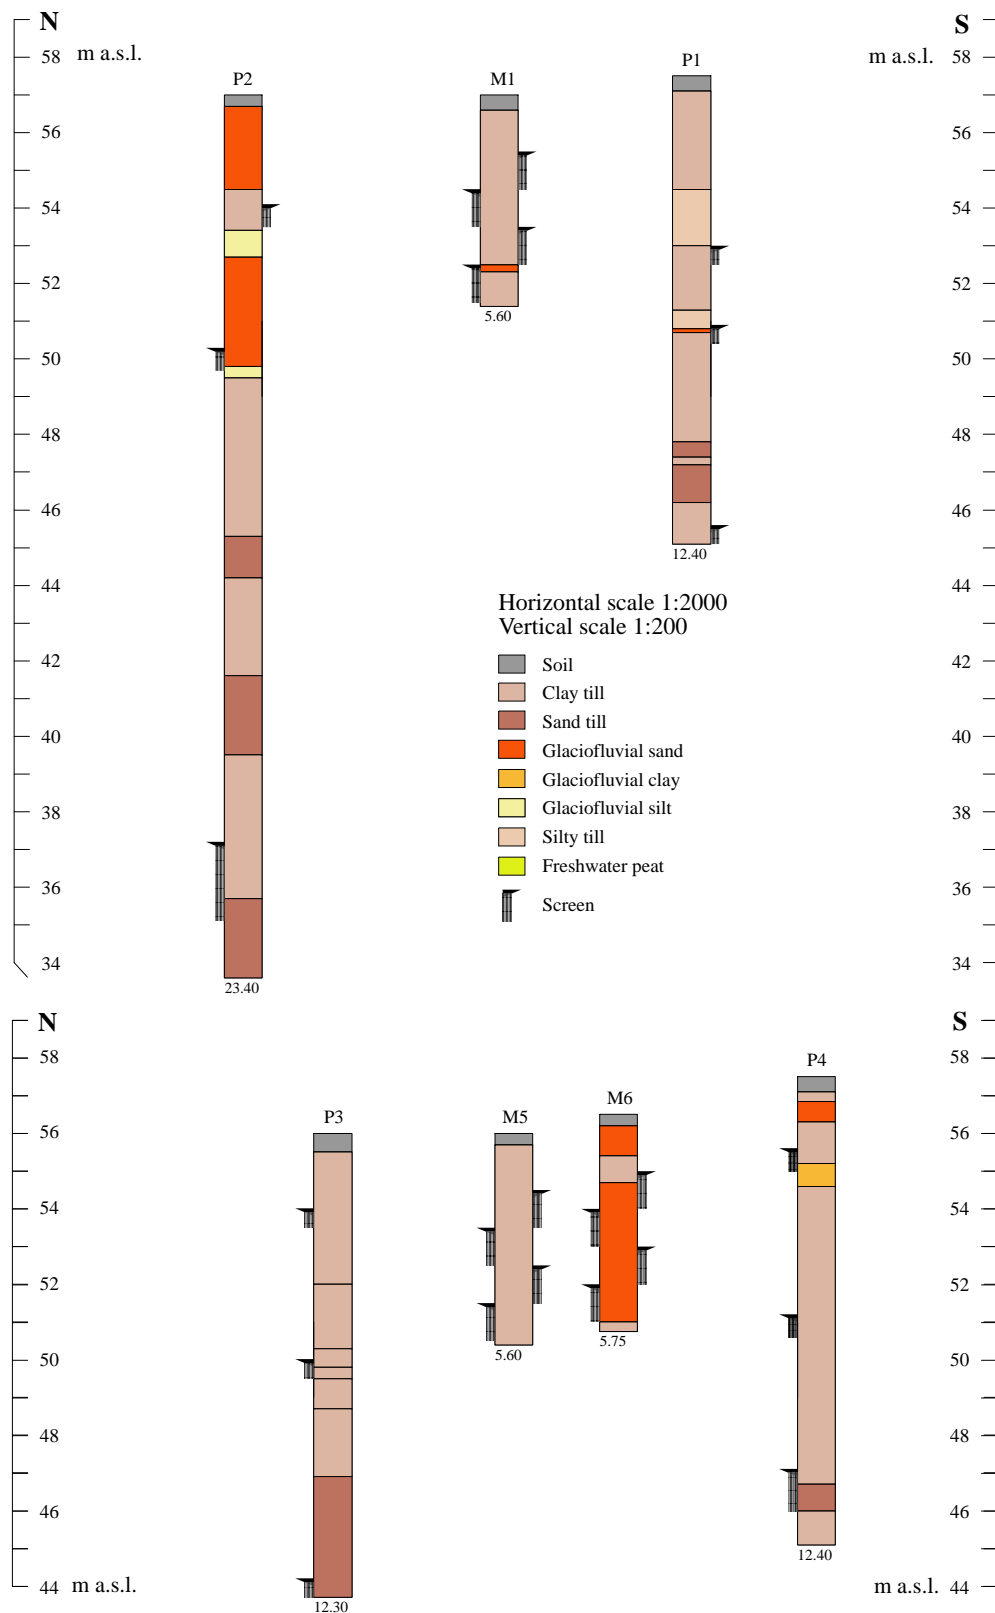 N
S
58 m a.s.l.
m a.s.l. 58
P2
M1
P1
56
56
54
54
52
52
5.60
50
50
48
48
46
46
12.40
44
44
Horizontal scale 1:2000
Vertical scale 1:200
Soil
42
42
Clay till
Sand till
40
Glaciofluvial sand
40
Glaciofluvial clay
38
Glaciofluvial silt
38
Silty till
Freshwater peat
36
36
Screen
34
34
23.40
N
S
58
P4
58
P3
M5
M6
56
56
54
54
52
52
5.60
5.75
50
50
48
48
46
46
12.40
44 m a.s.l.
m a.s.l. 44
12.30